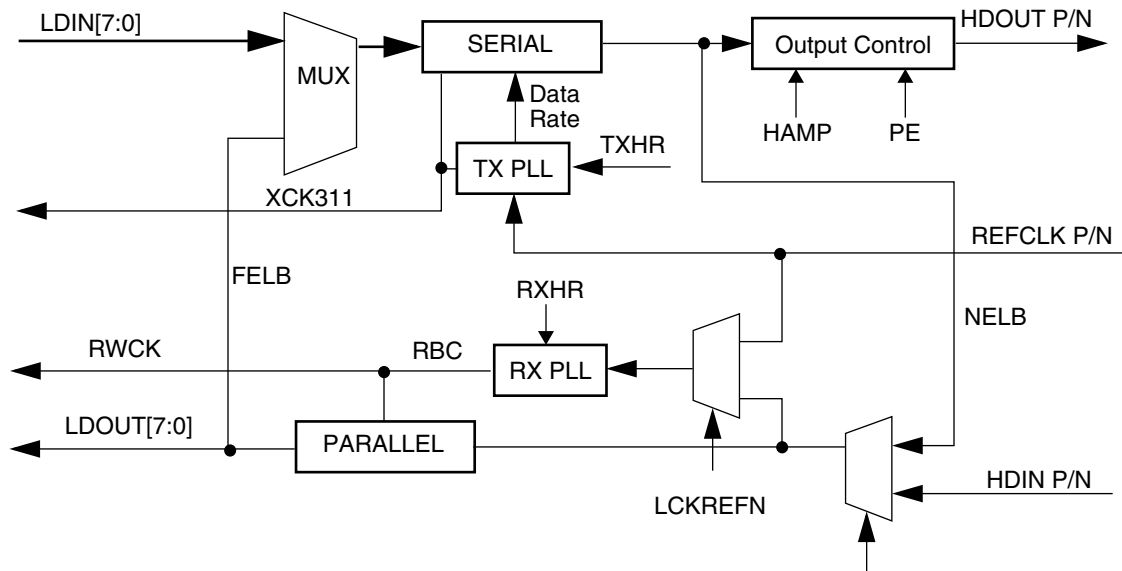 LDIN[7:0]
MUX
SERIAL
Output Control
HDOUT P/N
Data
Rate
HAMP
PE
TX PLL
TXHR
XCK311
REFCLK P/N
FELB
RXHR
NELB
RWCK
RBC
RX PLL
LDOUT[7:0]
PARALLEL
LCKREFN
HDIN P/N